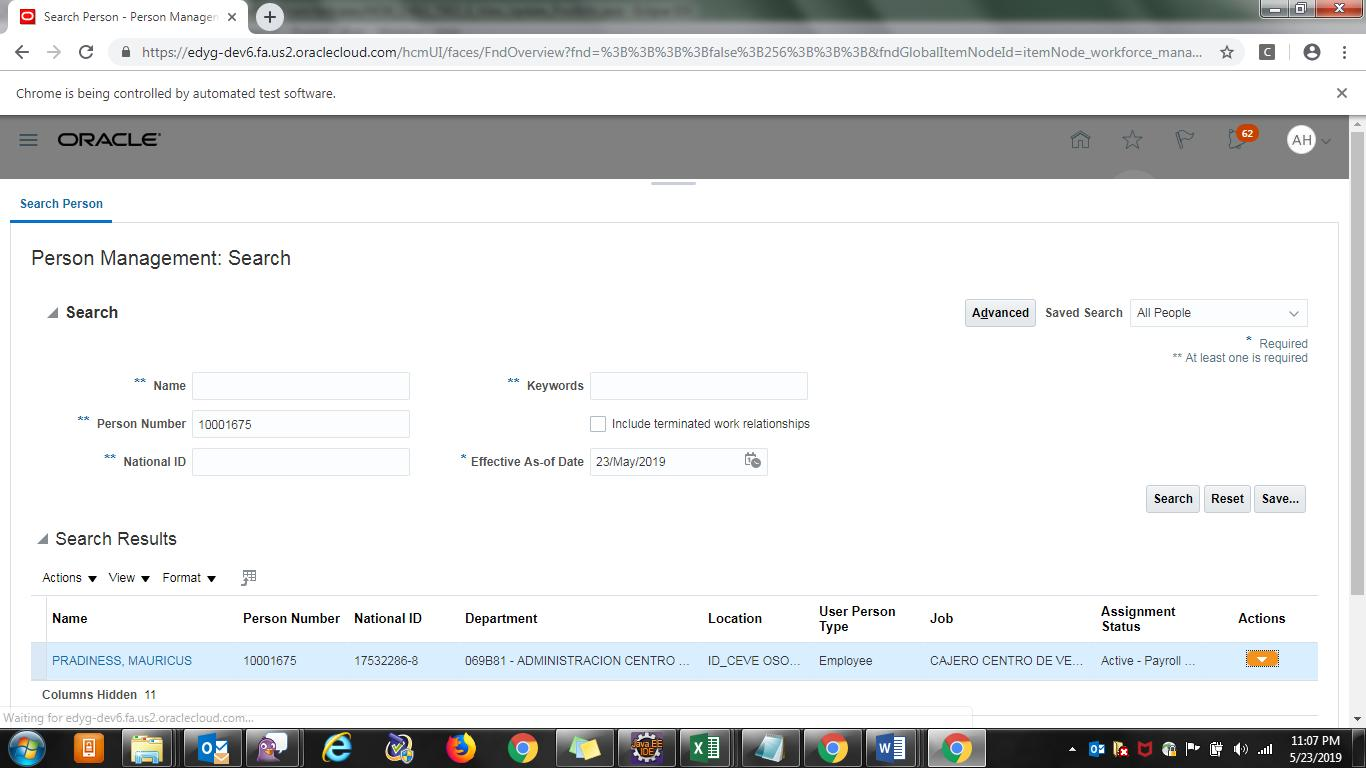 Search Person - Person Managen
https://edyg-dev6.fa.us2.oraclecloud.com/hcmUI/faces/FndOverview?fnd=%3B%3B%3B%3Bfalse%3B256%3B%3B%3B&fndGlobalItemNodeId=itemNode_workforce_mana...
C
Chrome is being controlled by automated test software.
ORACLE
62
AH
Search Person
Person Management: Search
Search
Advanced Saved Search All People
* Required
** At least one is required
** Name
** Keywords
** Person Number 10001675
Include terminated work relationships
** National ID
* Effective As-of Date 23/May/2019
Search Reset Save...
Search Results
Actions View Format
Name Person Number National ID Department Location User Person Type Job Assignment Status Actions
PRADINESS, MAURICUS 10001675 17532286-8 069B81 - ADMINISTRACION CENTRO ... ID_CEVE OSO... Employee CAJERO CENTRO DE VE... Active - Payroll ...
Columns Hidden 11
Waiting for edyg-dev6.fa.us2.oraclecloud.com...
Java EE
IDE
11:07 PM
5/23/2019